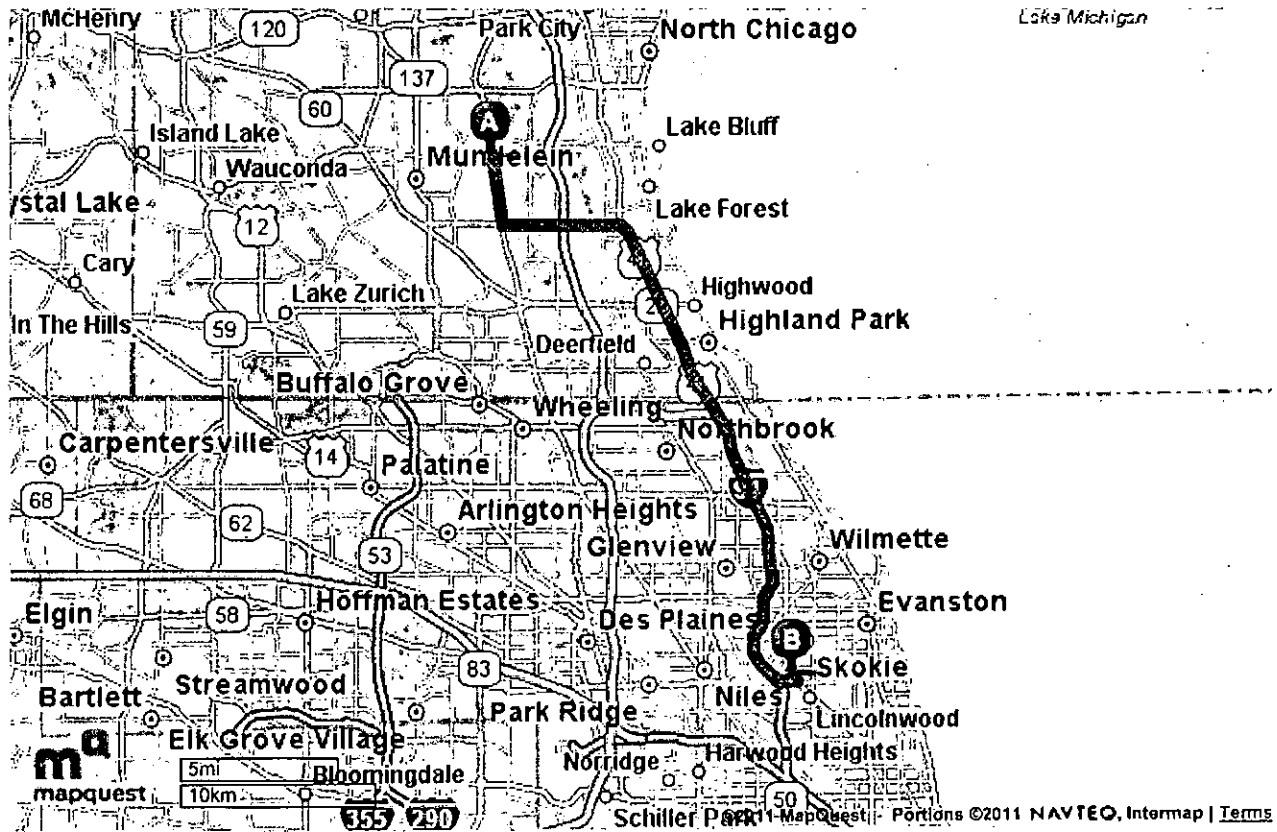 Lake Michigan
McHenry
120
Park City
North Chicago
137
60
A
Lake Bluff
Island Lake
Mundelein
Wauconda
ystal Lake
Lake Forest
12
Cary
Highwood
Lake Zurich
In The Hills
59
Highland Park
Deerfield
Buffalo Grove
Wheeling
Northbrook
Carpentersville
14
Palatine
68
62
Arlington Heights
Glenview
Wilmette
53
Elgin
58
Hoffman Estates
Des Plaines
Evanston
B
83
Skokie
Streamwood
Niles
Bartlett
Park Ridge
Lincolnwood
Elk Grove Village
Harwood Heights
mq
mapquest
5mi
10km
Bloomingdale
Norridge
355
290
50
Schiller Park
©2011 MapQuest - Portions ©2011 NAVTEQ, Intermap | Terms